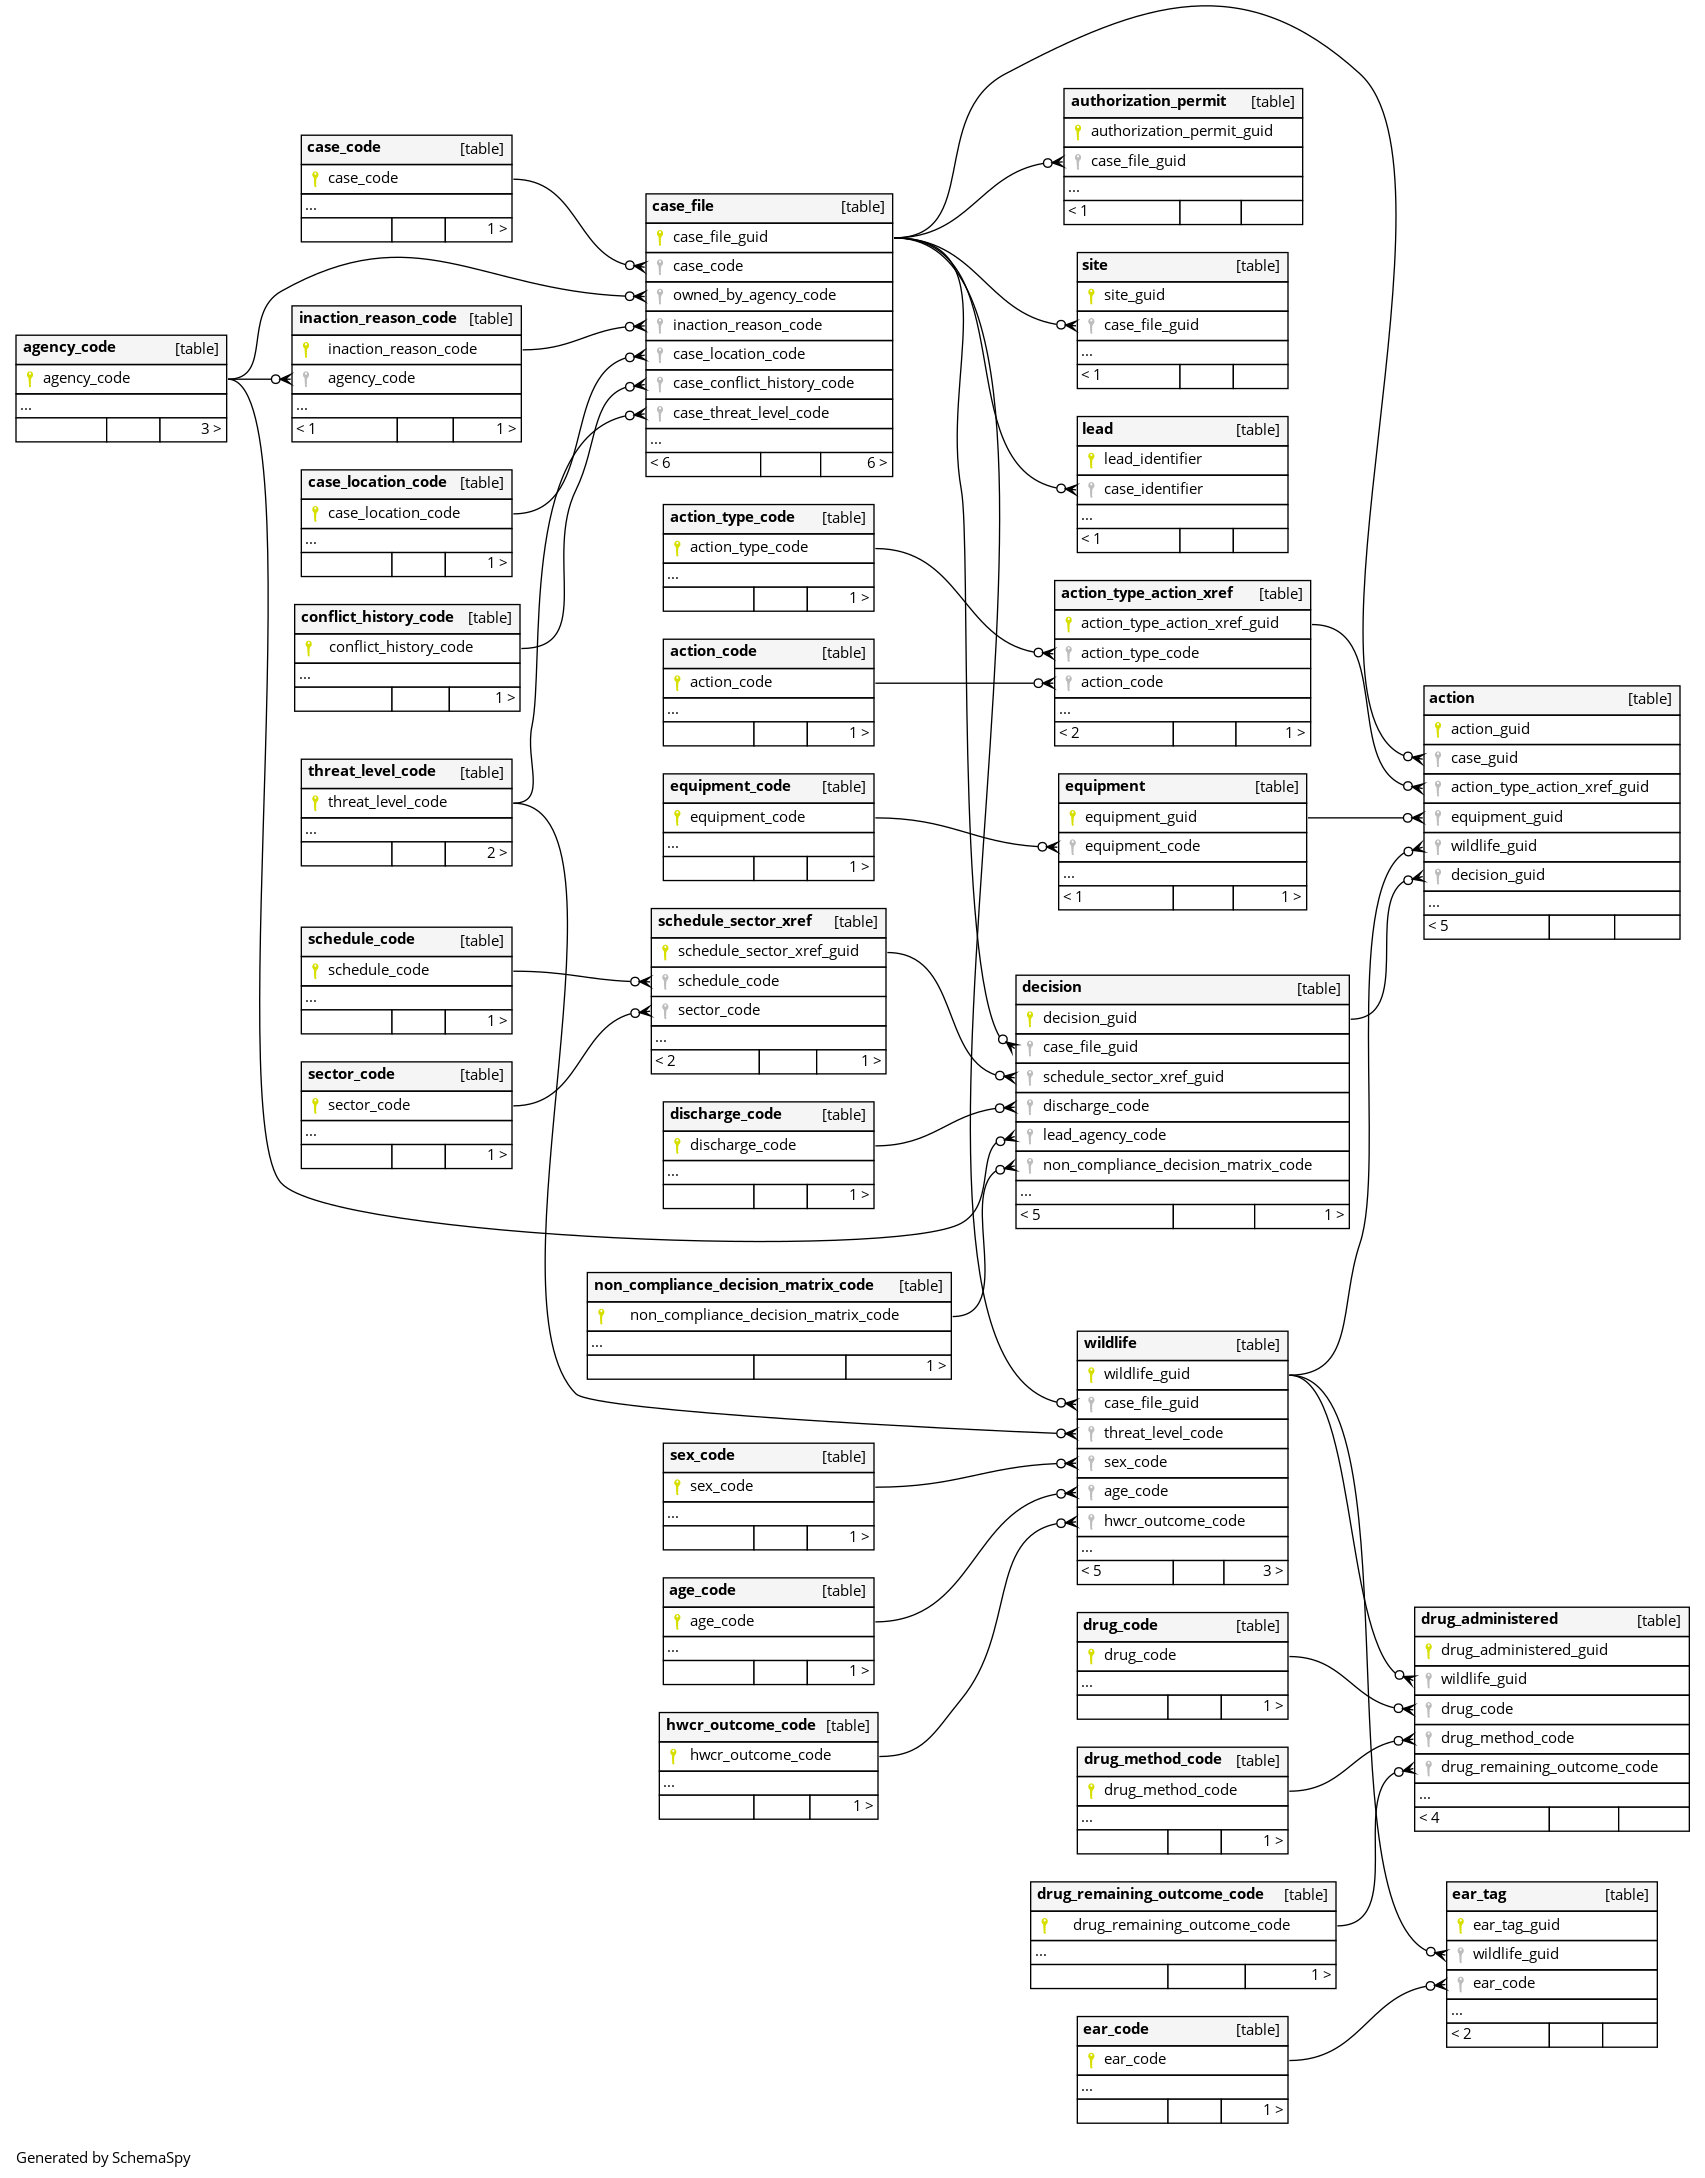 case_code [table]
case_code
...
1 >
agency_code [table]
agency_code
...
3 >
inaction_reason_code [table]
inaction_reason_code
agency_code
...
< 1 1 >
case_location_code [table]
case_location_code
...
1 >
conflict_history_code [table]
conflict_history_code
...
1 >
threat_level_code [table]
threat_level_code
...
2 >
schedule_code [table]
schedule_code
...
1 >
sector_code [table]
sector_code
...
1 >
case_file [table]
case_file_guid
case_code
owned_by_agency_code
inaction_reason_code
case_location_code
case_conflict_history_code
case_threat_level_code
...
< 6 6 >
action_type_code [table]
action_type_code
...
1 >
action_code [table]
action_code
...
1 >
equipment_code [table]
equipment_code
...
1 >
schedule_sector_xref [table]
schedule_sector_xref_guid
schedule_code
sector_code
...
< 2 1 >
discharge_code [table]
discharge_code
...
1 >
non_compliance_decision_matrix_code [table]
non_compliance_decision_matrix_code
...
1 >
sex_code [table]
sex_code
...
1 >
age_code [table]
age_code
...
1 >
hwcr_outcome_code [table]
hwcr_outcome_code
...
1 >
authorization_permit [table]
authorization_permit_guid
case_file_guid
...
< 1
site [table]
site_guid
case_file_guid
...
< 1
lead [table]
lead_identifier
case_identifier
...
< 1
action_type_action_xref [table]
action_type_action_xref_guid
action_type_code
action_code
...
< 2 1 >
equipment [table]
equipment_guid
equipment_code
...
< 1 1 >
decision [table]
decision_guid
case_file_guid
schedule_sector_xref_guid
discharge_code
lead_agency_code
non_compliance_decision_matrix_code
...
< 5 1 >
wildlife [table]
wildlife_guid
case_file_guid
threat_level_code
sex_code
age_code
hwcr_outcome_code
...
< 5 3 >
drug_code [table]
drug_code
...
1 >
drug_method_code [table]
drug_method_code
...
1 >
drug_remaining_outcome_code [table]
drug_remaining_outcome_code
...
1 >
ear_code [table]
ear_code
...
1 >
action [table]
action_guid
case_guid
action_type_action_xref_guid
equipment_guid
wildlife_guid
decision_guid
...
< 5
drug_administered [table]
drug_administered_guid
wildlife_guid
drug_code
drug_method_code
drug_remaining_outcome_code
...
< 4
ear_tag [table]
ear_tag_guid
wildlife_guid
ear_code
...
< 2
Generated by SchemaSpy